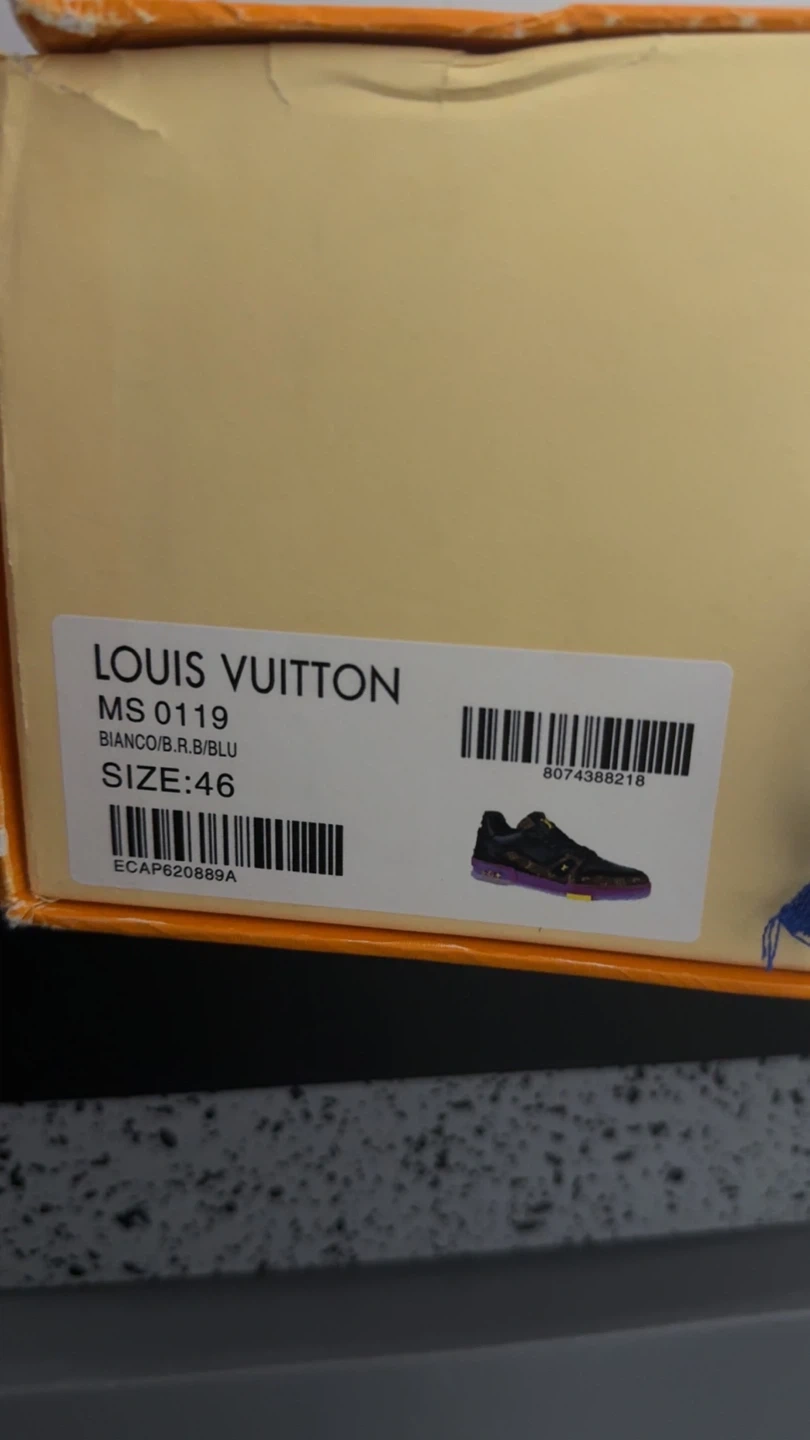 LOUIS VUITTON
MS 0119
BIANCO/B.R.B/BLU
SIZE:46
ECAP620889A
8074388218